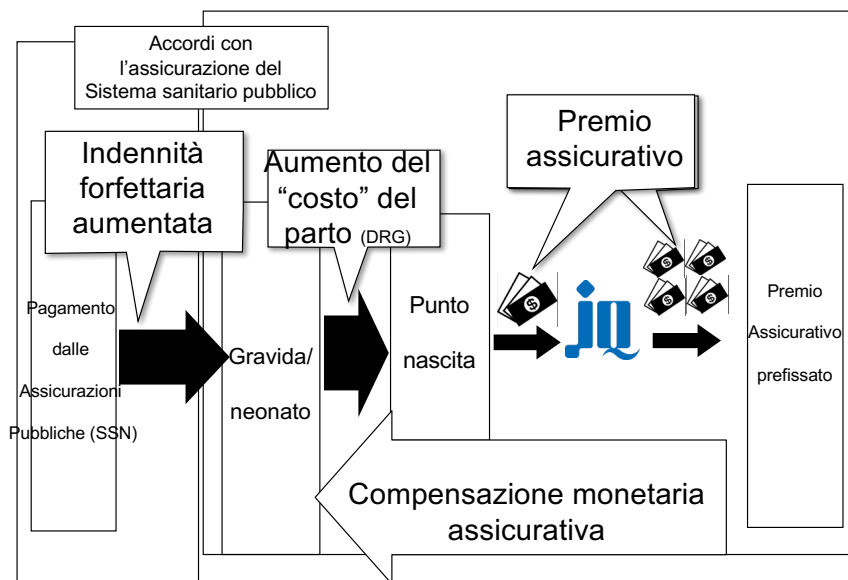 Accordi con
l’assicurazione del
Sistema sanitario pubblico
Indennità
forfettaria
aumentata
Aumento del
“costo” del
parto (DRG)
Premio
assicurativo
Pagamento
dalle
Assicurazioni
Pubbliche (SSN)
Gravida/
neonato
Punto
nascita
jq
Premio
Assicurativo
prefissato
Compensazione monetaria
assicurativa